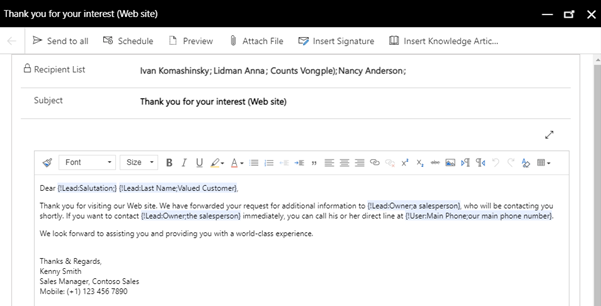 Thank you for your interest (Web site)
Send to all Schedule Preview Attach File Insert Signature Insert Knowledge Artic...
Recipient List Ivan Komashinsky; Lidman Anna; Counts Vongple); Nancy Anderson;
Subject Thank you for your interest (Web site)
Font Size B I U
Dear {!Lead:Salutation;} {!Lead:Last Name;Valued Customer},
Thank you for visiting our Web site. We have forwarded your request for additional information to {!Lead:Owner;a salesperson}, who will be contacting you
shortly. If you want to contact {!Lead:Owner;the salesperson} immediately, you can call his or her direct line at {!User:Main Phone;our main phone number}.
We look forward to assisting you and providing you with a world-class experience.
Thanks & Regards,
Kenny Smith
Sales Manager, Contoso Sales
Mobile: (+1) 123 456 7890